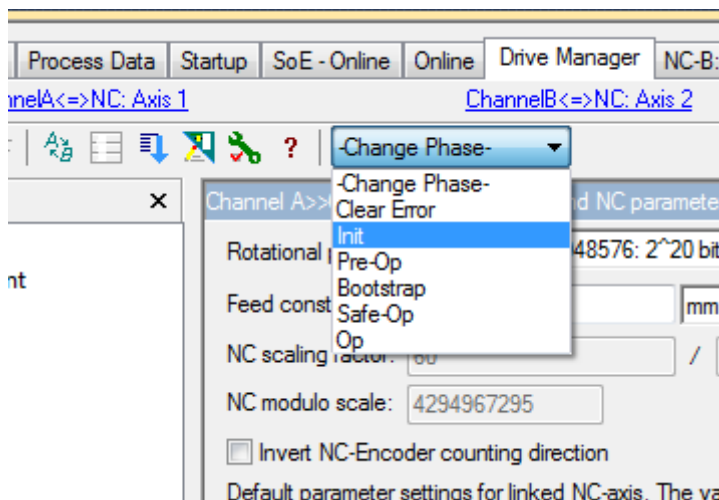 Process Data Startup SoE - Online Online Drive Manager NC-B:
nnelA<=>NC: Axis 1 ChannelB<=>NC: Axis 2
? -Change Phase-
-Change Phase-
Clear Error
Init
Pre-Op
Bootstrap
Safe-Op
Op
Channel A>> d NC paramete
Rotational 48576: 2^20 bit
nt
Feed const mm
NC scaling factor: 60 /
NC modulo scale: 4294967295
Invert NC-Encoder counting direction
Default parameter settings for linked NC-axis. The va